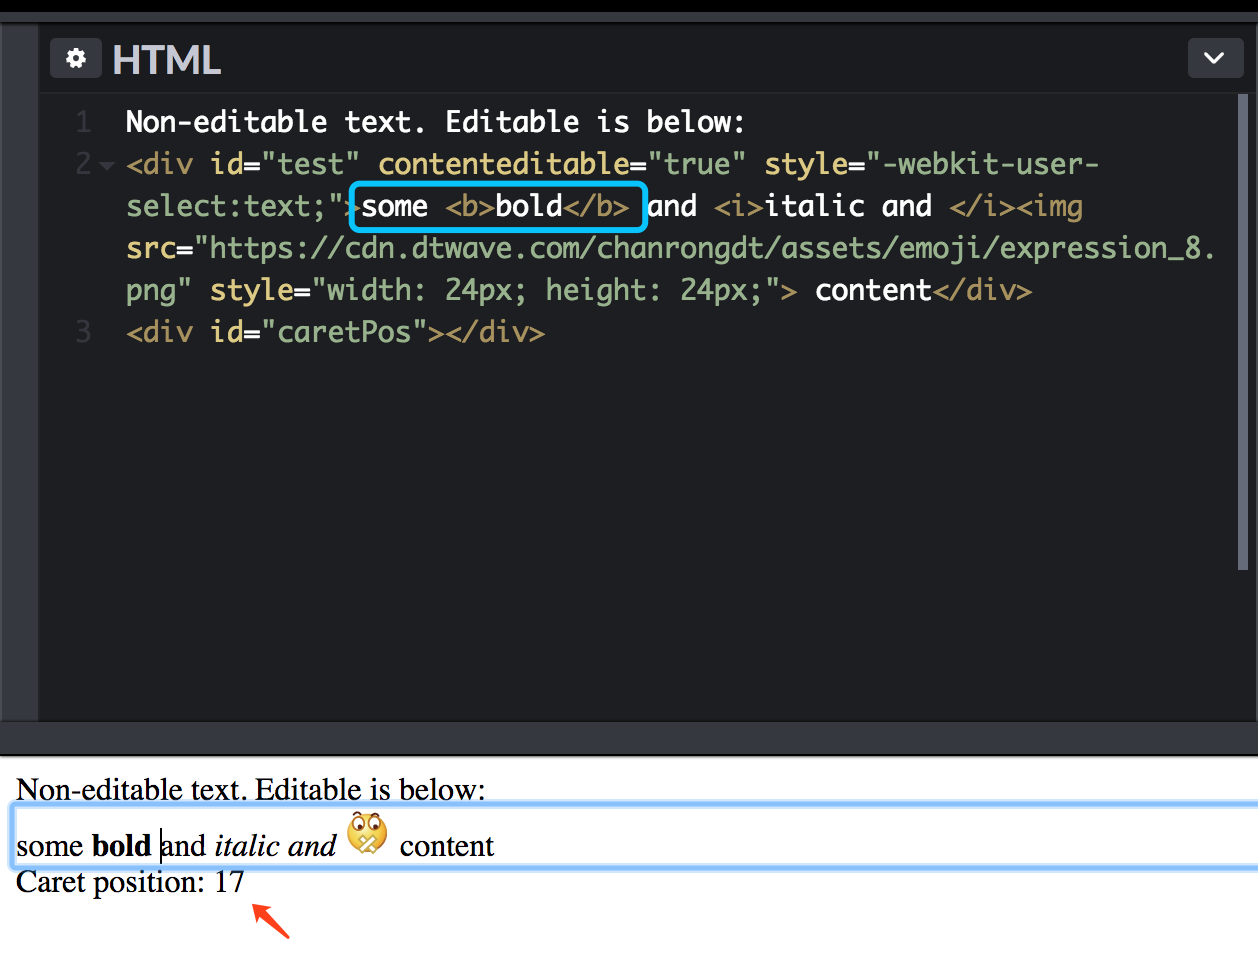 HTML
1 Non-editable text. Editable is below:
2 <div id="test" contenteditable="true" style="-webkit-user-
select:text;">some <b>bold</b> and <i>italic and </i><img
src="https://cdn.dtwave.com/chanrongdt/assets/emoji/expression_8.
png" style="width: 24px; height: 24px;"> content</div>
3 <div id="caretPos"></div>
Non-editable text. Editable is below:
some bold and italic and content
Caret position: 17